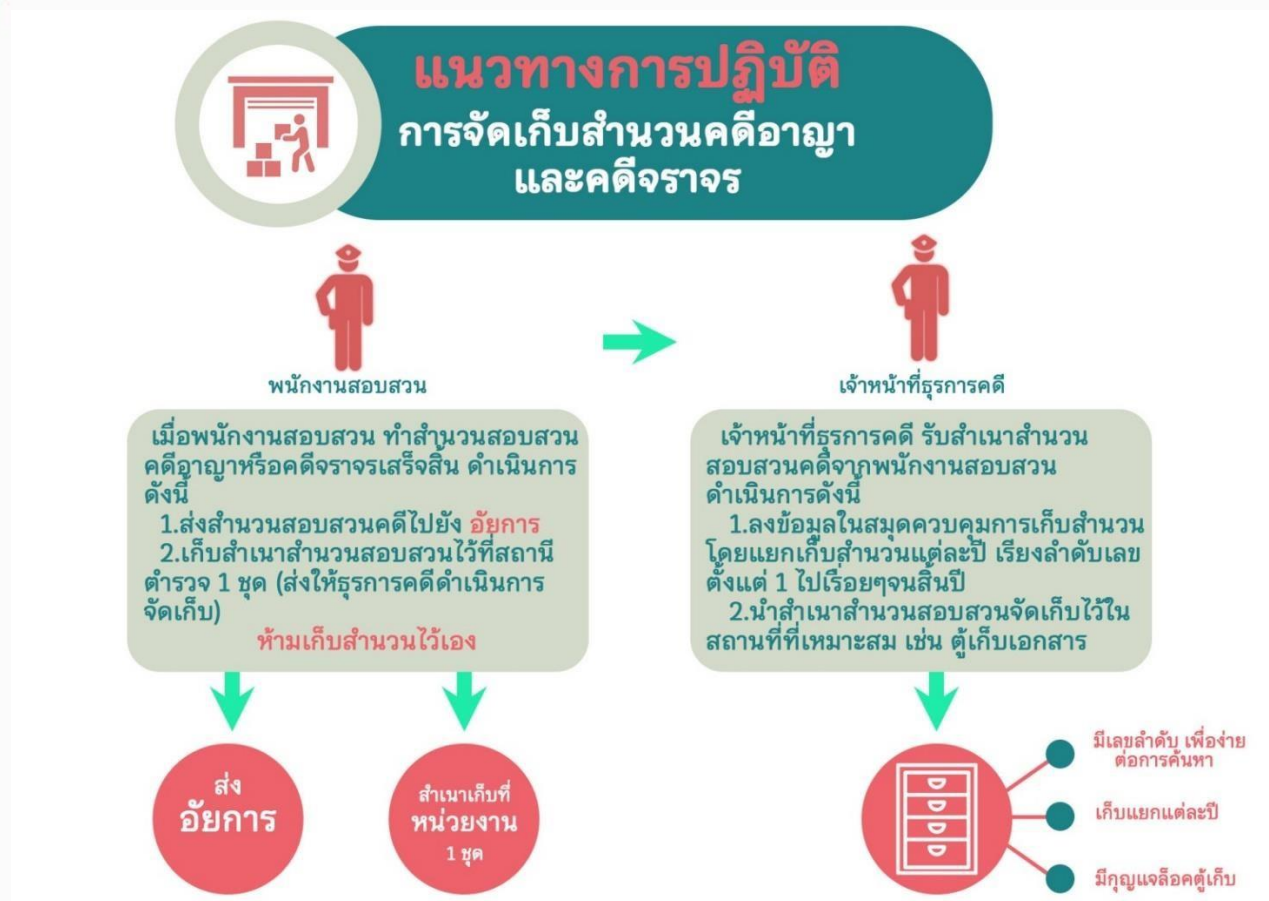 แนวทางการปฏิบัติ
การจัดเก็บสำนวนคดีอาญา
และคดีจราจร
พนักงานสอบสวน
เมื่อพนักงานสอบสวน ทำสำนวนสอบสวน
คดีอาญาหรือคดีจราจรเสร็จสิ้น ดำเนินการ
ดังนี้
1.ส่งสำนวนสอบสวนคดีไปยัง อัยการ
2.เก็บสำเนาสำนวนสอบสวนไว้ที่สถานี
ตำรวจ 1 ชุด (ส่งให้ธุรการคดีดำเนินการ
จัดเก็บ)
ห้ามเก็บสำนวนไว้เอง
ส่ง
อัยการ
สำเนาเก็บที่
หน่วยงาน
1 ชุด
เจ้าหน้าที่ธุรการคดี
เจ้าหน้าที่ธุรการคดี รับสำเนาสำนวน
สอบสวนคดีจากพนักงานสอบสวน
ดำเนินการดังนี้
1.ลงข้อมูลในสมุดควบคุมการเก็บสำนวน
โดยแยกเก็บสำนวนแต่ละปี เรียงลำดับเลข
ตั้งแต่ 1 ไปเรื่อยๆจนสิ้นปี
2.นำสำเนาสำนวนสอบสวนจัดเก็บไว้ใน
สถานที่ที่เหมาะสม เช่น ตู้เก็บเอกสาร
มีเลขลำดับ เพื่อง่าย
ต่อการค้นหา
เก็บแยกแต่ละปี
มีกุญแจล็อคตู้เก็บ